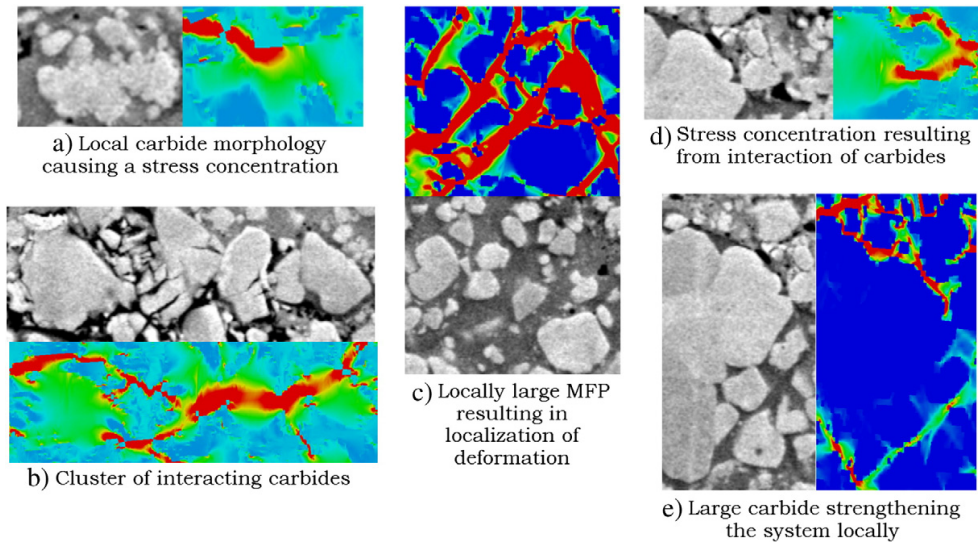 a) Local carbide morphology
causing a stress concentration
b) Cluster of interacting carbides
c) Locally large MFP
resulting in
localization of
deformation
d) Stress concentration resulting
from interaction of carbides
e) Large carbide strengthening
the system locally